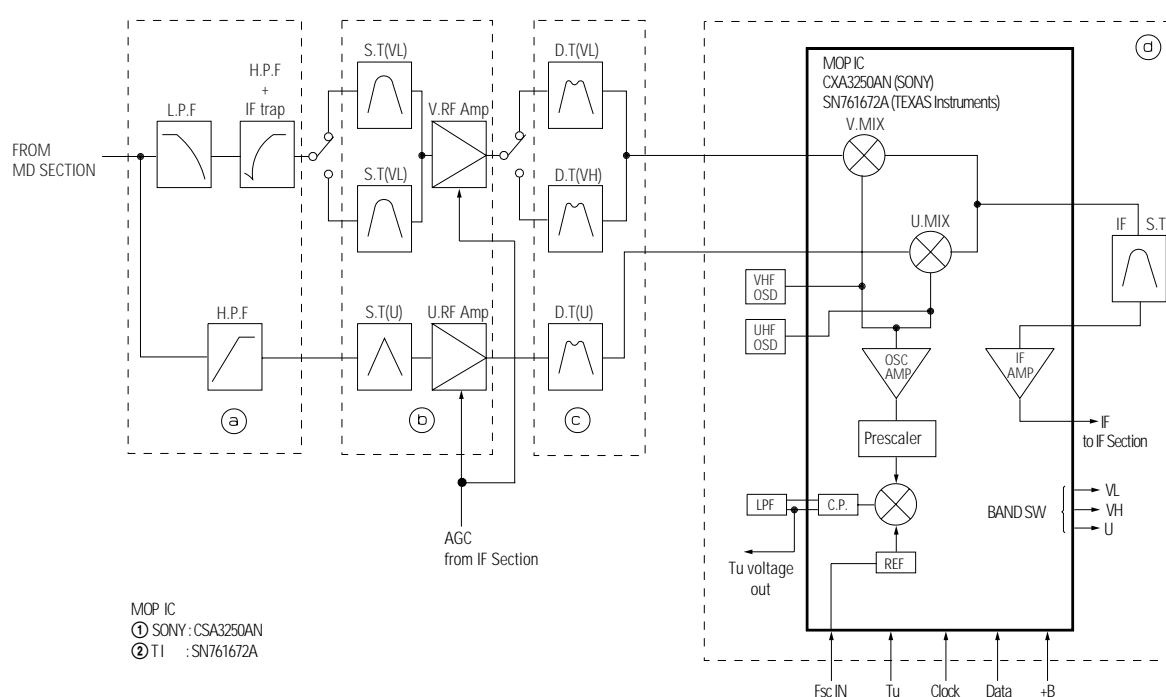 ⓓ
MOP IC
CXA3250AN (SONY)
SN761672A (TEXAS Instruments)
FROM
MD SECTION
L.P.F
H.P.F
+
IF trap
S.T(VL)
V.RF Amp
D.T(VL)
V.MIX
S.T(VL)
D.T(VH)
U.MIX
IF S.T
VHF
OSD
UHF
OSD
H.P.F
S.T(U)
U.RF Amp
D.T(U)
OSC
AMP
IF
AMP
ⓐ
ⓑ
ⓒ
IF
to IF Section
Prescaler
LPF
C.P.
BAND SW
VL
VH
U
AGC
from IF Section
Tu voltage
out
REF
MOP IC
① SONY : CSA3250AN
② T I : SN761672A
Fsc IN
Tu
Clock
Data
+B